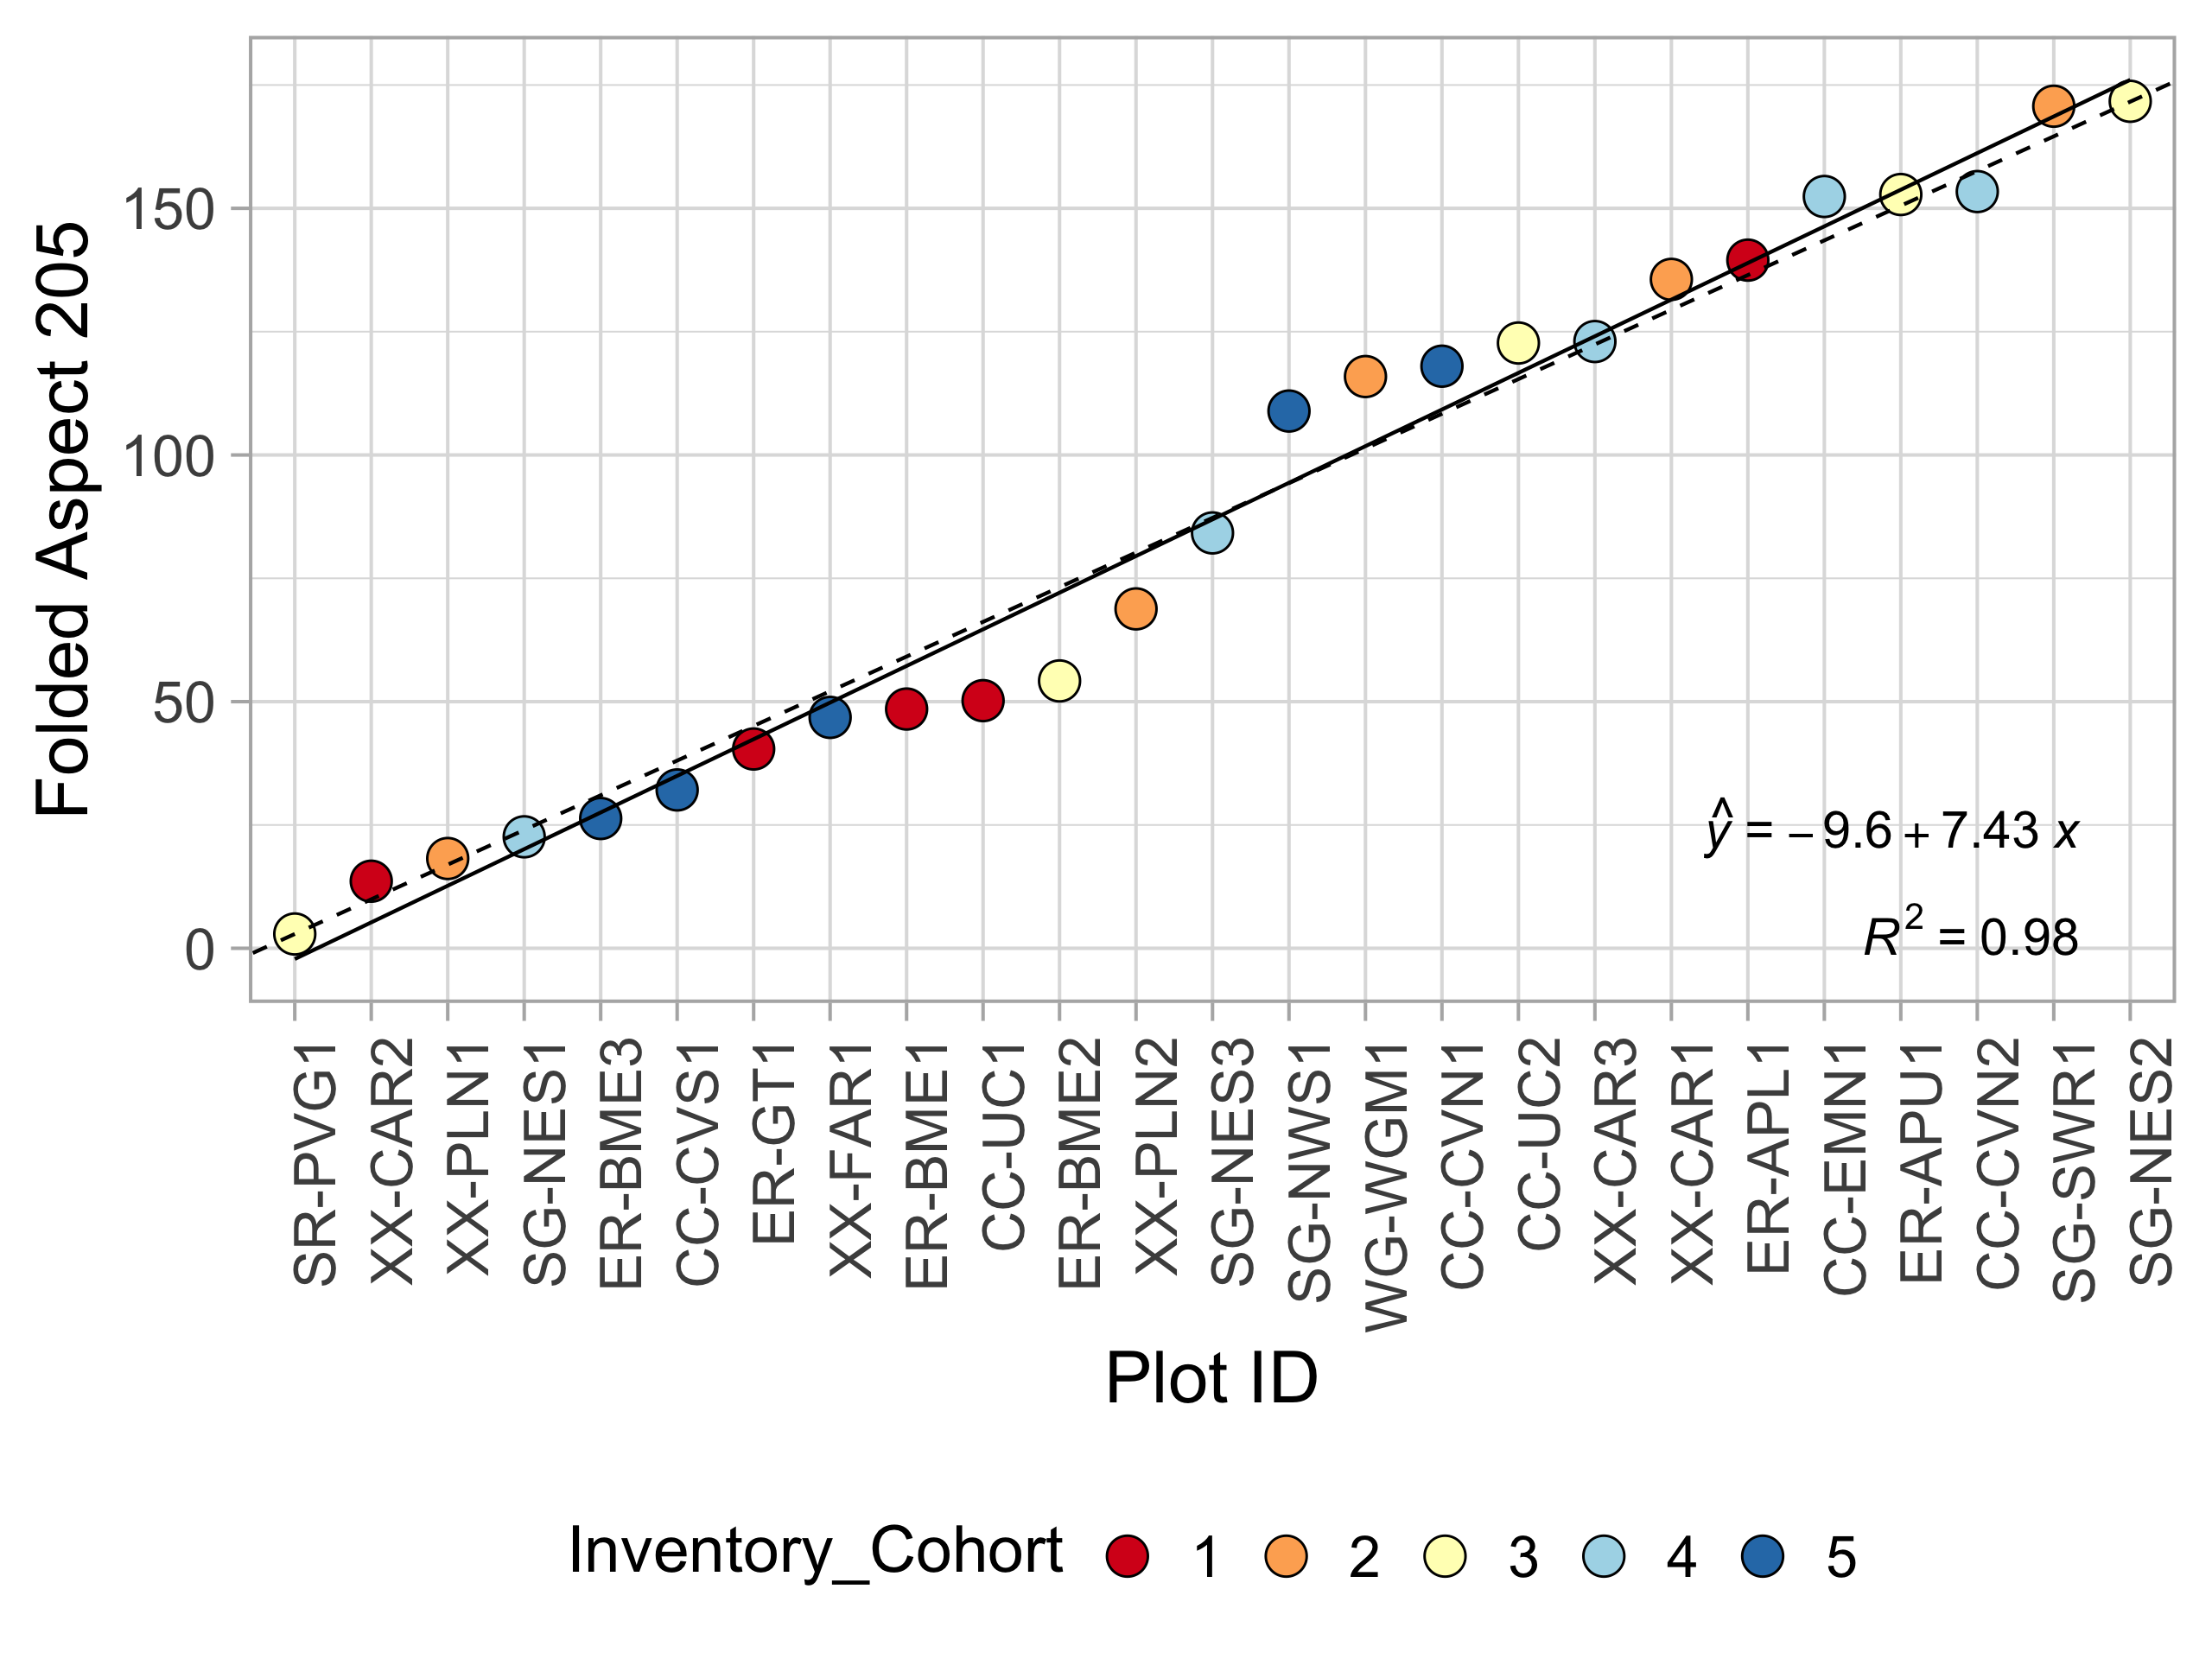 Folded Aspect 205
150
100
50
0
ŷ = − 9.6 + 7.43 x
R² = 0.98
SR-PVG1
XX-CAR2
XX-PLN1
SG-NES1
ER-BME3
CC-CVS1
ER-GT1
XX-FAR1
ER-BME1
CC-UC1
ER-BME2
XX-PLN2
SG-NES3
SG-NWS1
WG-WGM1
CC-CVN1
CC-UC2
XX-CAR3
XX-CAR1
ER-APL1
CC-EMN1
ER-APU1
CC-CVN2
SG-SWR1
SG-NES2
Plot ID
Inventory_Cohort 1 2 3 4 5